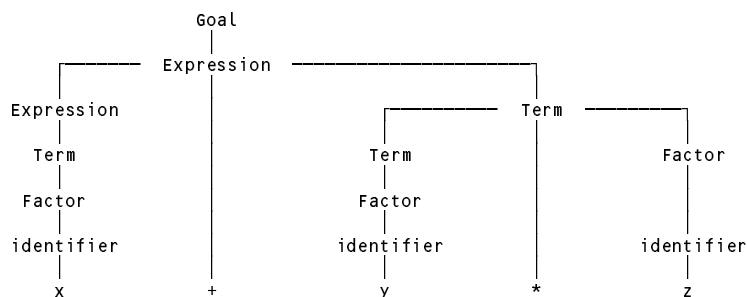 Goal
Expression
Expression Term
Term Term Factor
Factor Factor
identifier identifier identifier
x + y * z